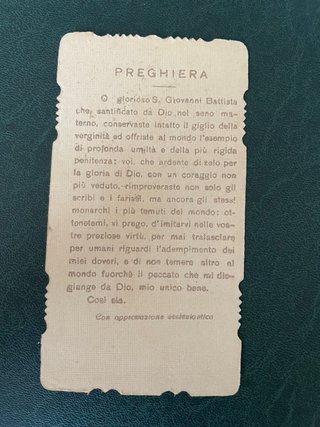 PREGHIERA
O glorioso S. Giovanni Battista
che, santificato da Dio nel seno ma-
terno, conservaste intatto il giglio della
verginità ed offriste al mondo l'esempio
di profonda umiltà e della più rigida
penitenza; voi, che ardente di zelo per
la gloria di Dio, con un coraggio non
più veduto, rimproveraste non solo gli
scribi e i farisei, ma ancora gli stessi
monarchi i più temuti del mondo; ot-
tenetemi, vi prego, d'imitarvi nelle vos-
tre preziose virtù, per mai tralasciare
per umani riguardi l'adempimento dei
miei doveri, e di non temere altro al
mondo fuorchè il peccato che mi dis-
giunge da Dio, mio unico bene.
Così sia.
Con approvazione ecclesiastica